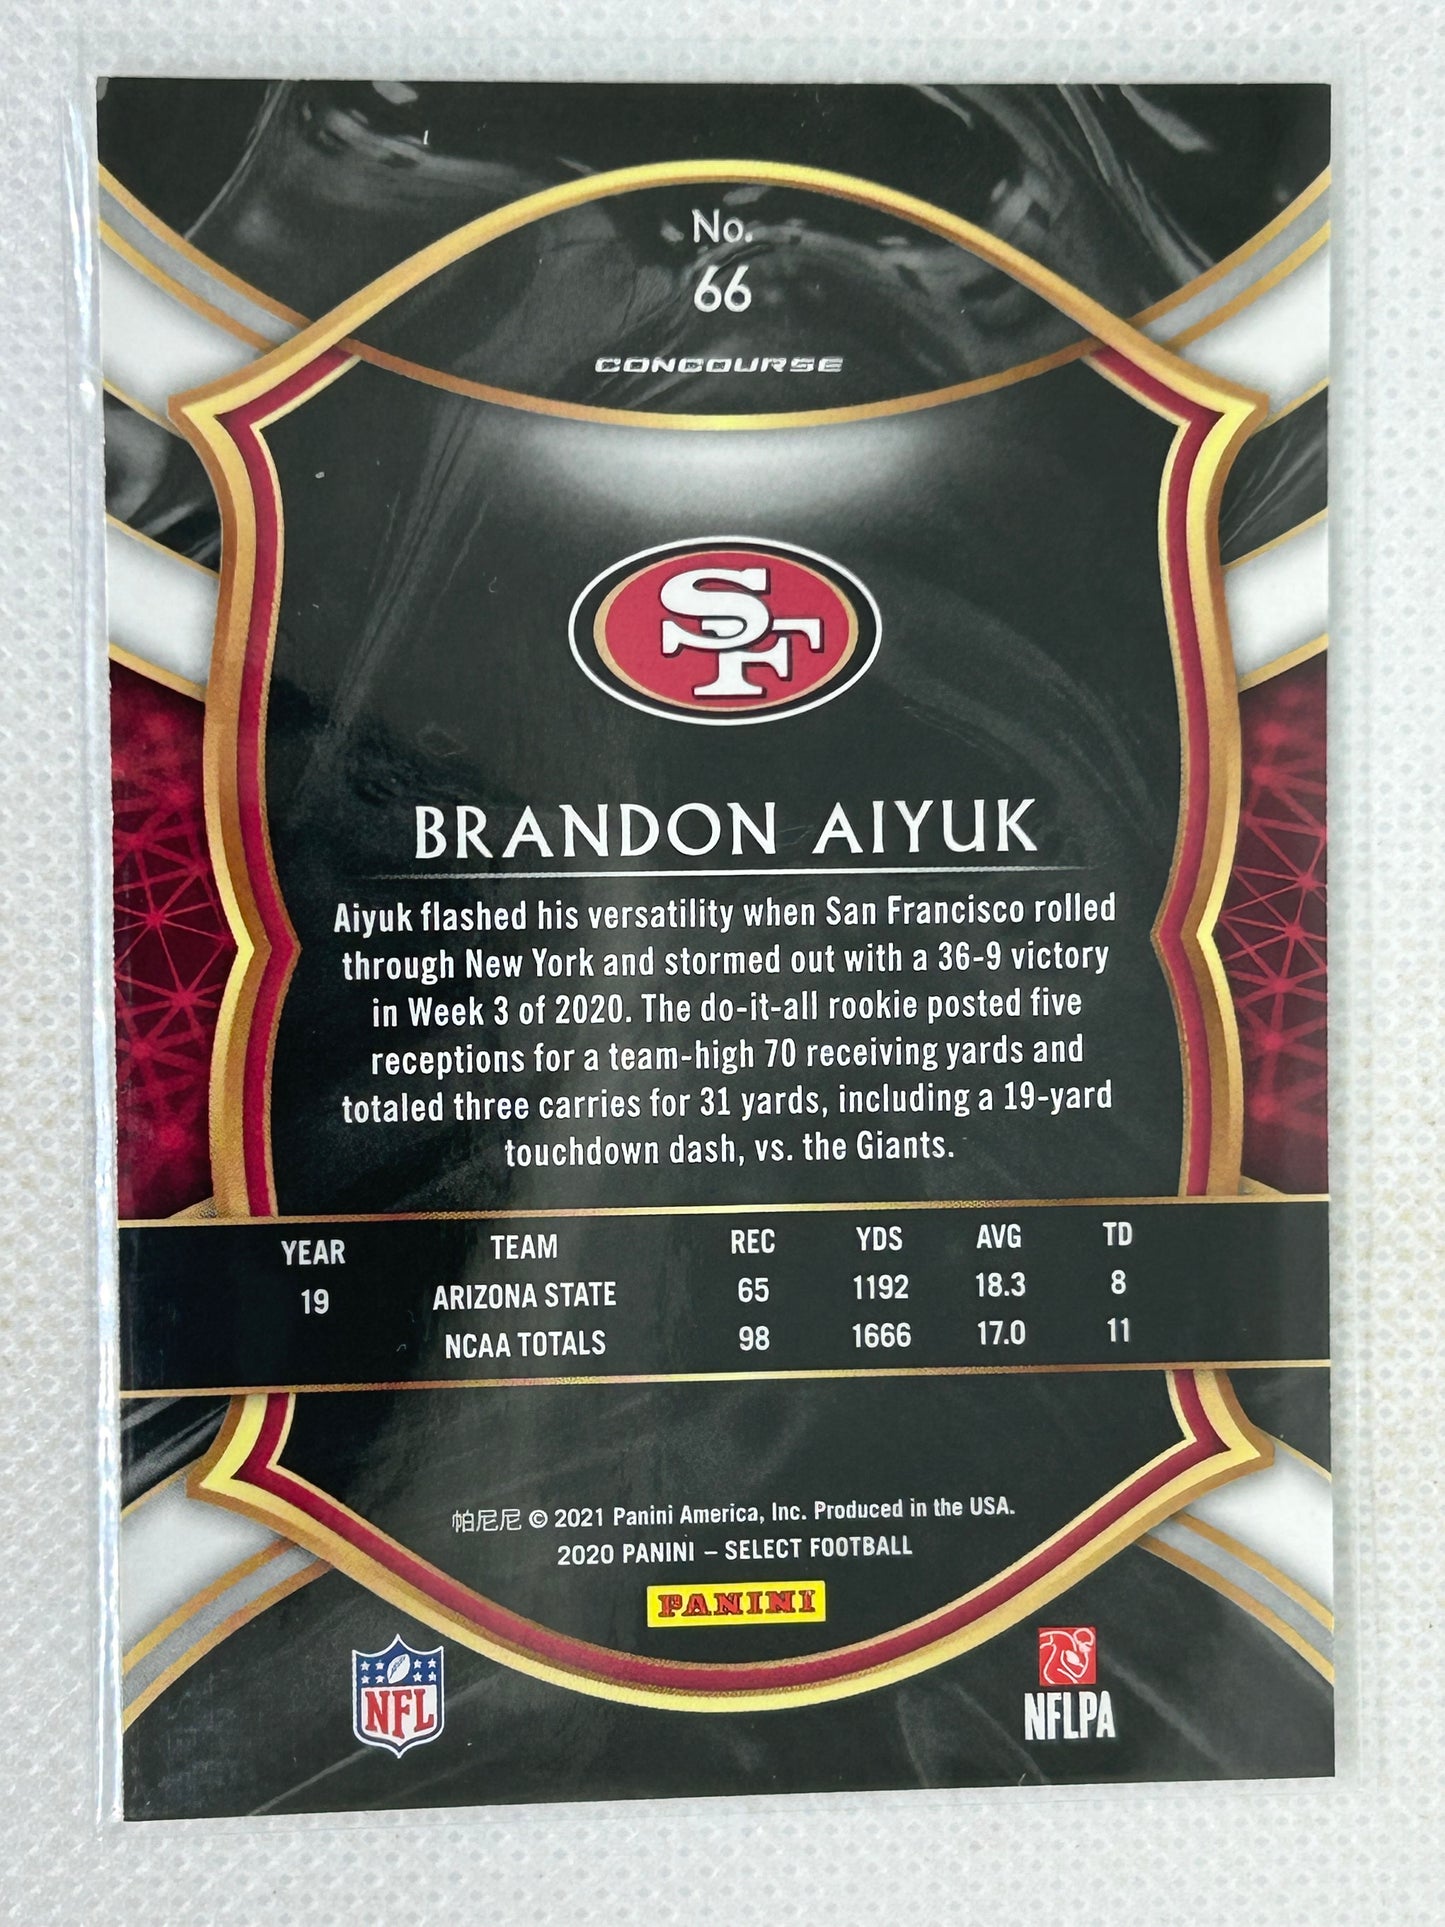 No.
66
CONCOURSE
SF
BRANDON AIYUK
Aiyuk flashed his versatility when San Francisco rolled
through New York and stormed out with a 36-9 victory
in Week 3 of 2020. The do-it-all rookie posted five
receptions for a team-high 70 receiving yards and
totaled three carries for 31 yards, including a 19-yard
touchdown dash, vs. the Giants.
YEAR TEAM REC YDS AVG TD
19 ARIZONA STATE 65 1192 18.3 8
NCAA TOTALS 98 1666 17.0 11
帕尼尼 © 2021 Panini America, Inc. Produced in the USA.
2020 PANINI – SELECT FOOTBALL
PANINI
NFL
NFLPA